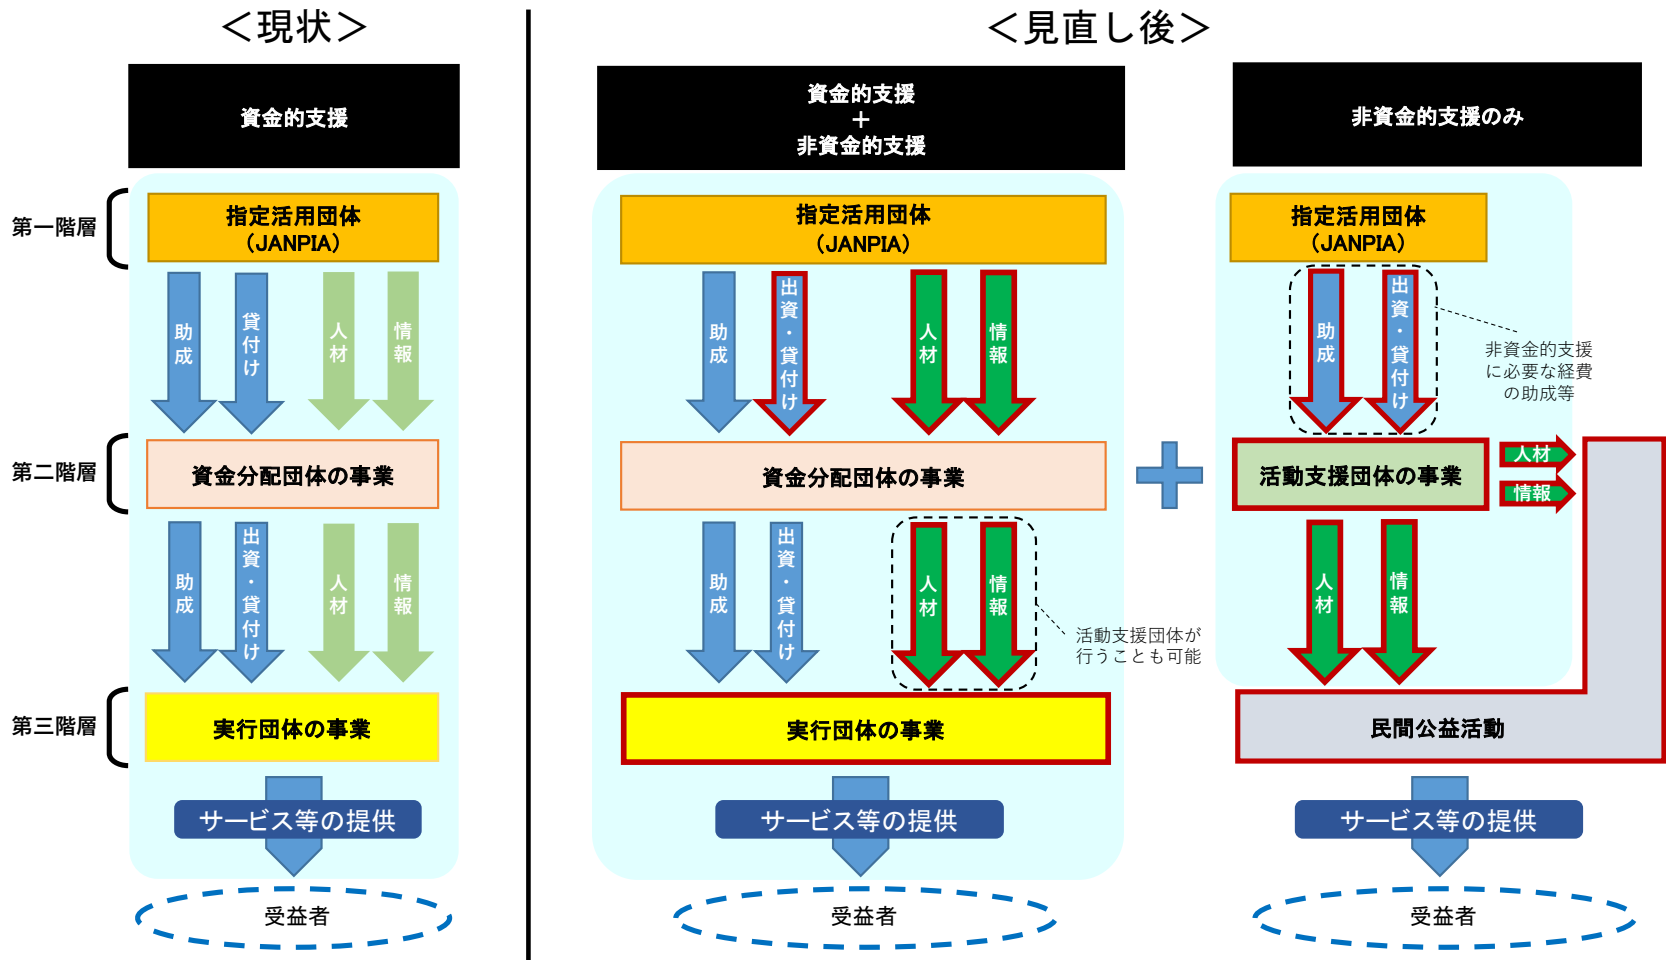 ＜現状＞
資金的支援
第一階層
指定活用団体
（JANPIA）
助成
貸付け
人材
情報
第二階層
資金分配団体の事業
助成
出資・貸付け
人材
情報
第三階層
実行団体の事業
サービス等の提供
受益者
＜見直し後＞
資金的支援
＋
非資金的支援
指定活用団体
（JANPIA）
助成
出資・貸付け
人材
情報
資金分配団体の事業
助成
出資・貸付け
人材
情報
活動支援団体が
行うことも可能
実行団体の事業
サービス等の提供
受益者
非資金的支援のみ
指定活用団体
（JANPIA）
助成
出資・貸付け
非資金的支援
に必要な経費
の助成等
活動支援団体の事業
人材
情報
人材
情報
民間公益活動
サービス等の提供
受益者